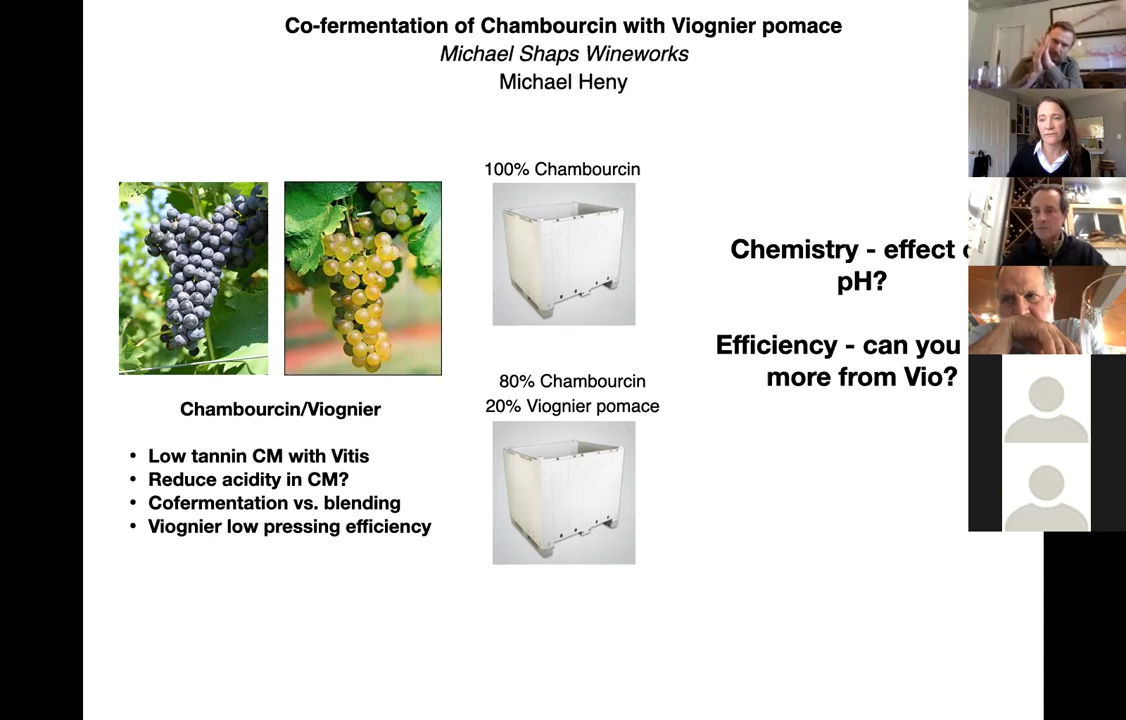 Co-fermentation of Chambourcin with Viognier pomace
Michael Shaps Wineworks
Michael Heny
100% Chambourcin
Chemistry - effect
pH?
Efficiency - can you
more from Vio?
80% Chambourcin
20% Viognier pomace
Chambourcin/Viognier
• Low tannin CM with Vitis
• Reduce acidity in CM?
• Cofermentation vs. blending
• Viognier low pressing efficiency